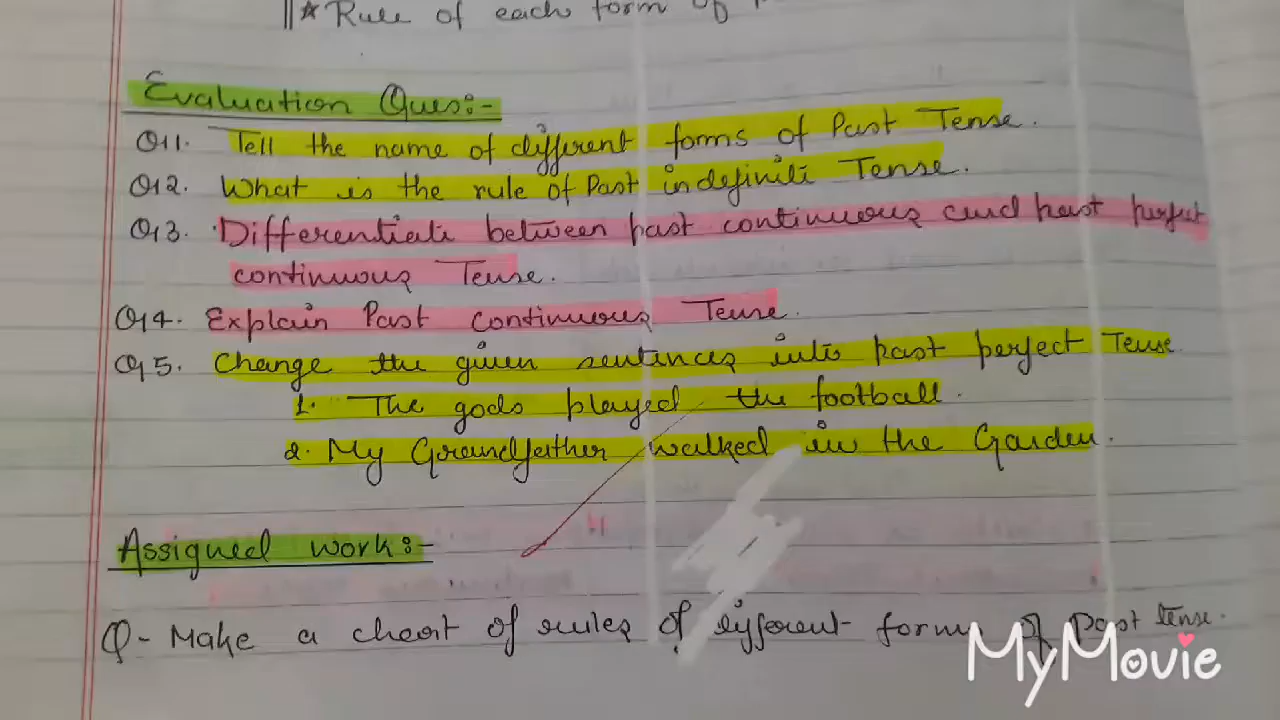 ||* Rule of each form of
Evaluation Ques:-
Q1. Tell the name of different forms of Past Tense.
Q2. What is the rule of Past indefinite Tense.
Q3. Differentiate between past continuous and past perfect
continuous Tense.
Q4. Explain Past continuous Tense.
Q5. Change the given sentences into past perfect Tense
1. The gods played the football.
2. My Grandfather walked in the Garden.
Assigned work:-
Q- Make a chart of rules of different form of past tense.
MyMovie